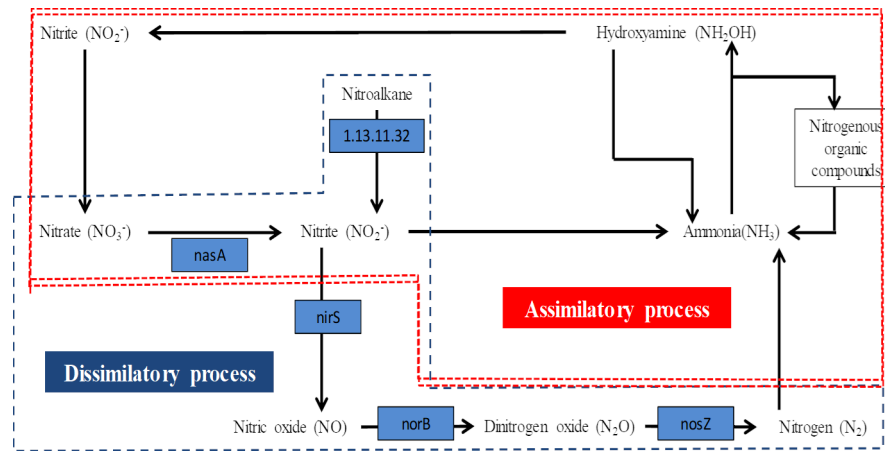 Nitrite (NO₂⁻)
Hydroxyamine (NH₂OH)
Nitroalkane
1.13.11.32
Nitrogenous
organic
compounds
Nitrate (NO₃⁻)
nasA
Nitrite (NO₂⁻)
Ammonia(NH₃)
nirS
Assimilatory process
Dissimilatory process
Nitric oxide (NO)
norB
Dinitrogen oxide (N₂O)
nosZ
Nitrogen (N₂)